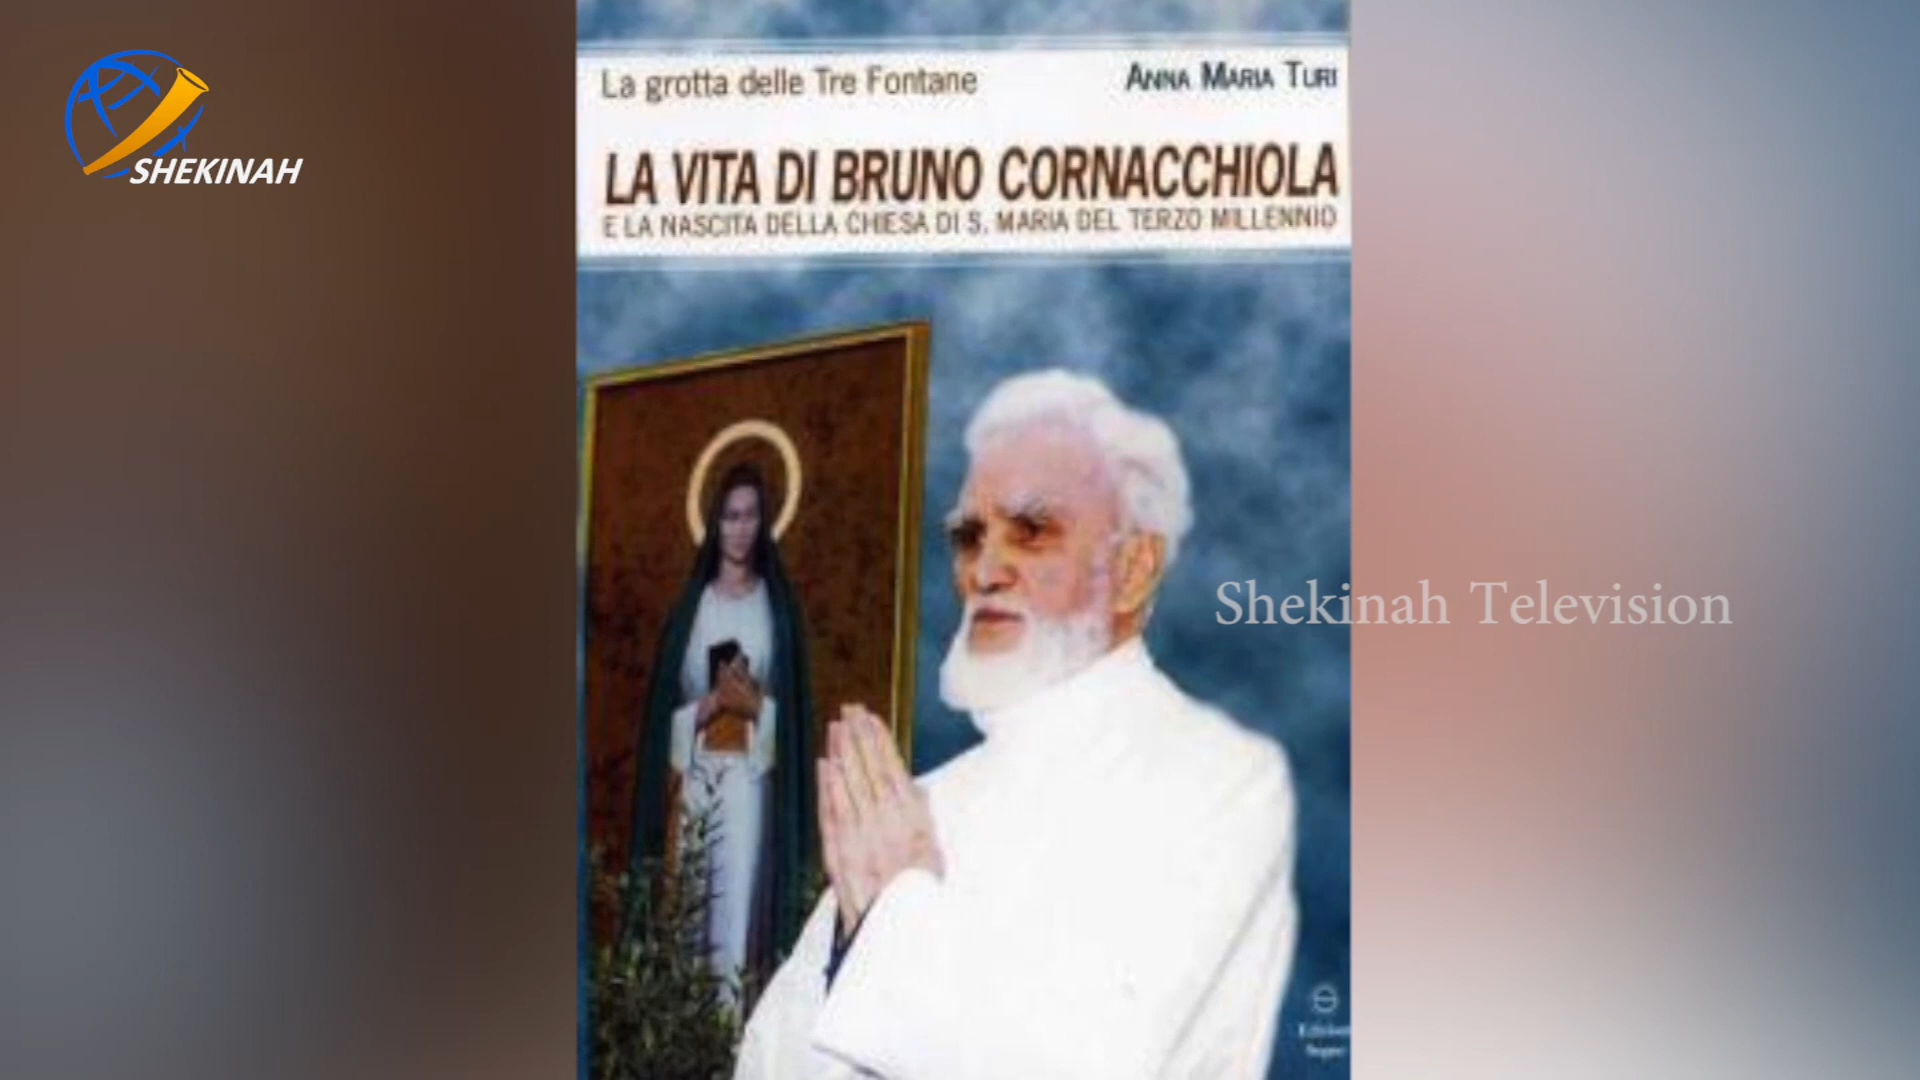 SHEKINAH
La grotta delle Tre Fontane
ANNA MARIA TURI
LA VITA DI BRUNO CORNACCHIOLA
E LA NASCITA DELLA CHIESA DI S. MARIA DEL TERZO MILLENNIO
Shekinah Television